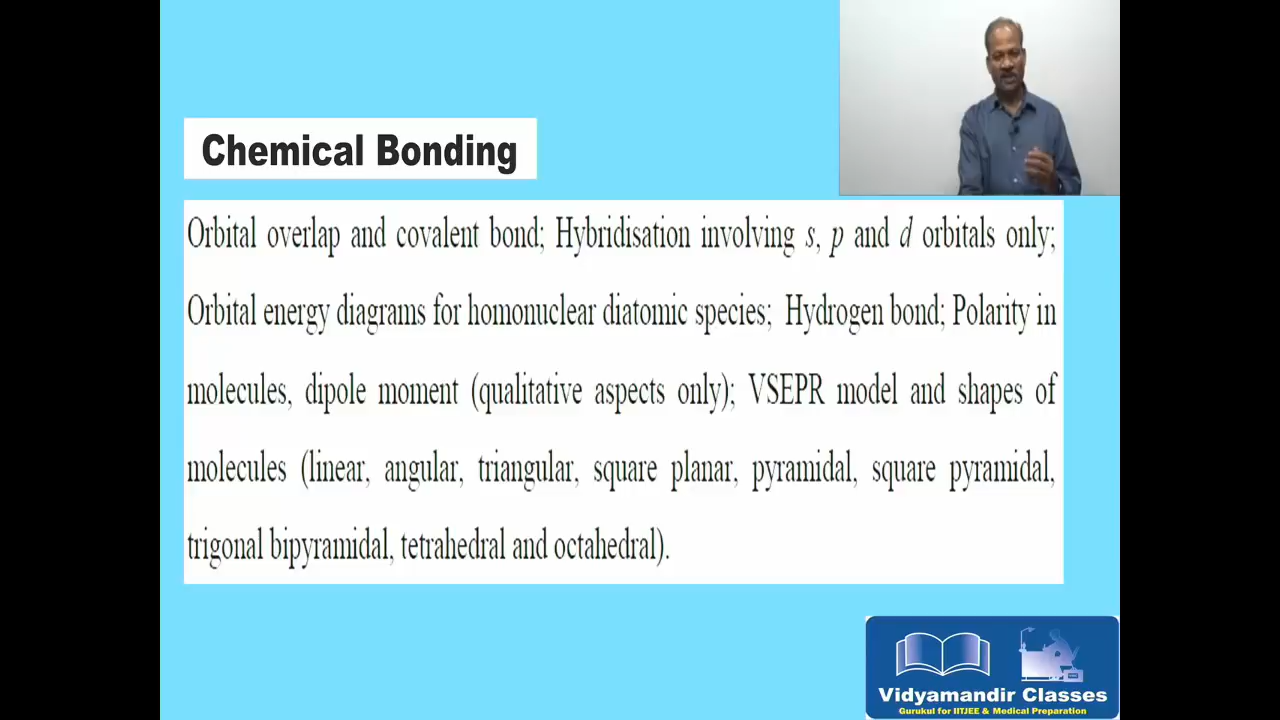 Chemical Bonding
Orbital overlap and covalent bond; Hybridisation involving s, p and d orbitals only;
Orbital energy diagrams for homonuclear diatomic species; Hydrogen bond; Polarity in
molecules, dipole moment (qualitative aspects only); VSEPR model and shapes of
molecules (linear, angular, triangular, square planar, pyramidal, square pyramidal,
trigonal bipyramidal, tetrahedral and octahedral).
Vidyamandir Classes
Gurukul for IITJEE & Medical Preparation